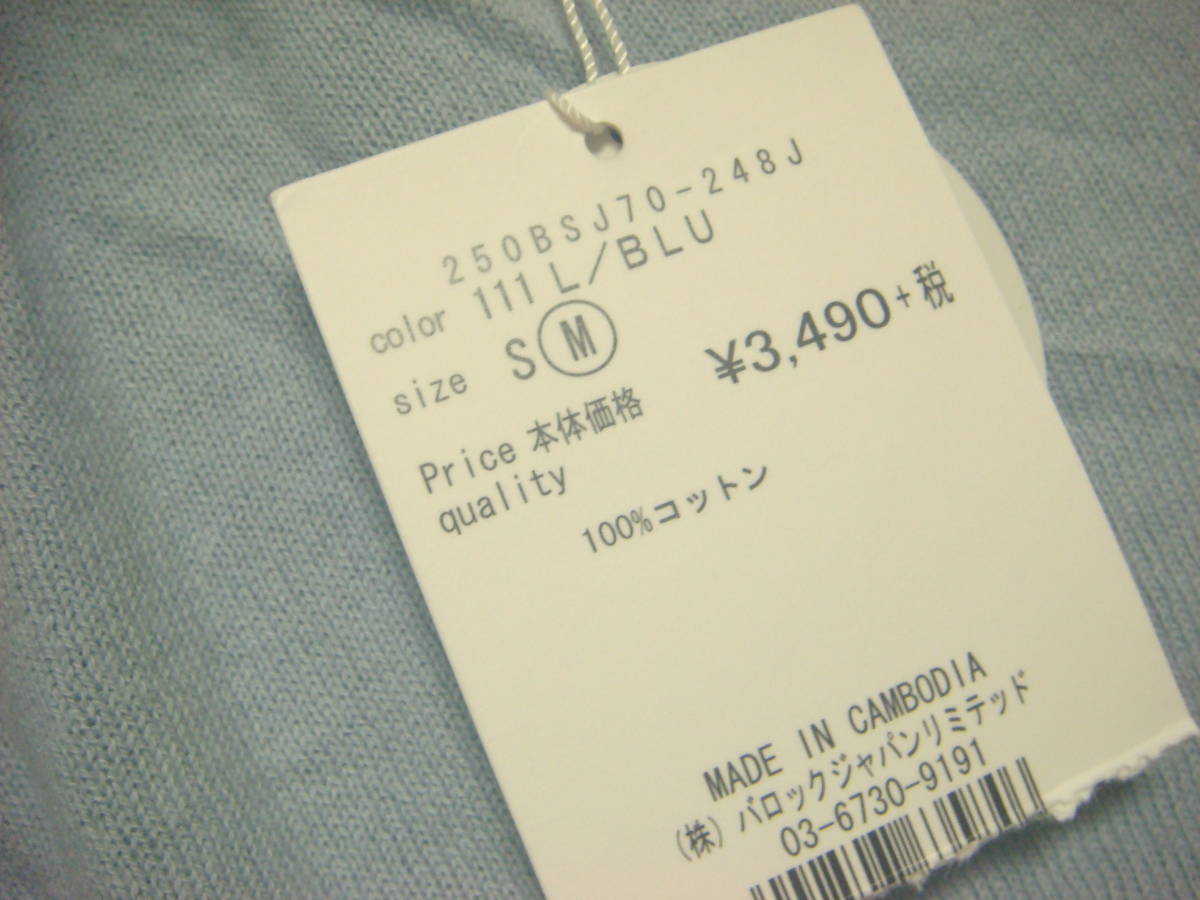 250BSJ70-248J
color 111 L/BLU
size S M
Price 本体価格 ¥3,490+税
quality
100%コットン
MADE IN CAMBODIA
(株) バロックジャパンリミテッド
03-6730-9191